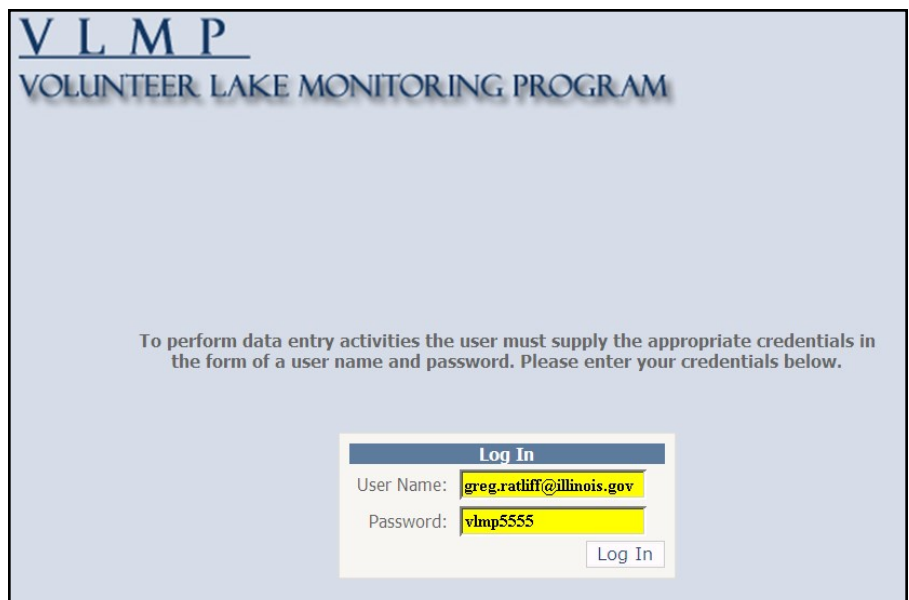 VLMP
VOLUNTEER LAKE MONITORING PROGRAM
To perform data entry activities the user must supply the appropriate credentials in
the form of a user name and password. Please enter your credentials below.
Log In
User Name: greg.ratliff@illinois.gov
Password: vlmp5555
Log In